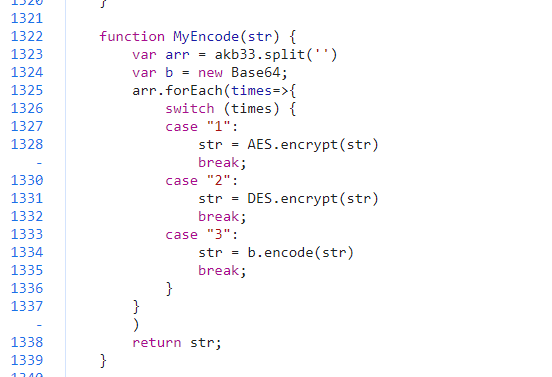 1320 }
1321
1322 function MyEncode(str) {
1323 var arr = akb33.split('')
1324 var b = new Base64;
1325 arr.forEach(times=>{
1326 switch (times) {
1327 case "1":
1328 str = AES.encrypt(str)
- break;
1330 case "2":
1331 str = DES.encrypt(str)
1332 break;
1333 case "3":
1334 str = b.encode(str)
1335 break;
1336 }
1337 }
- )
1338 return str;
1339 }
1340